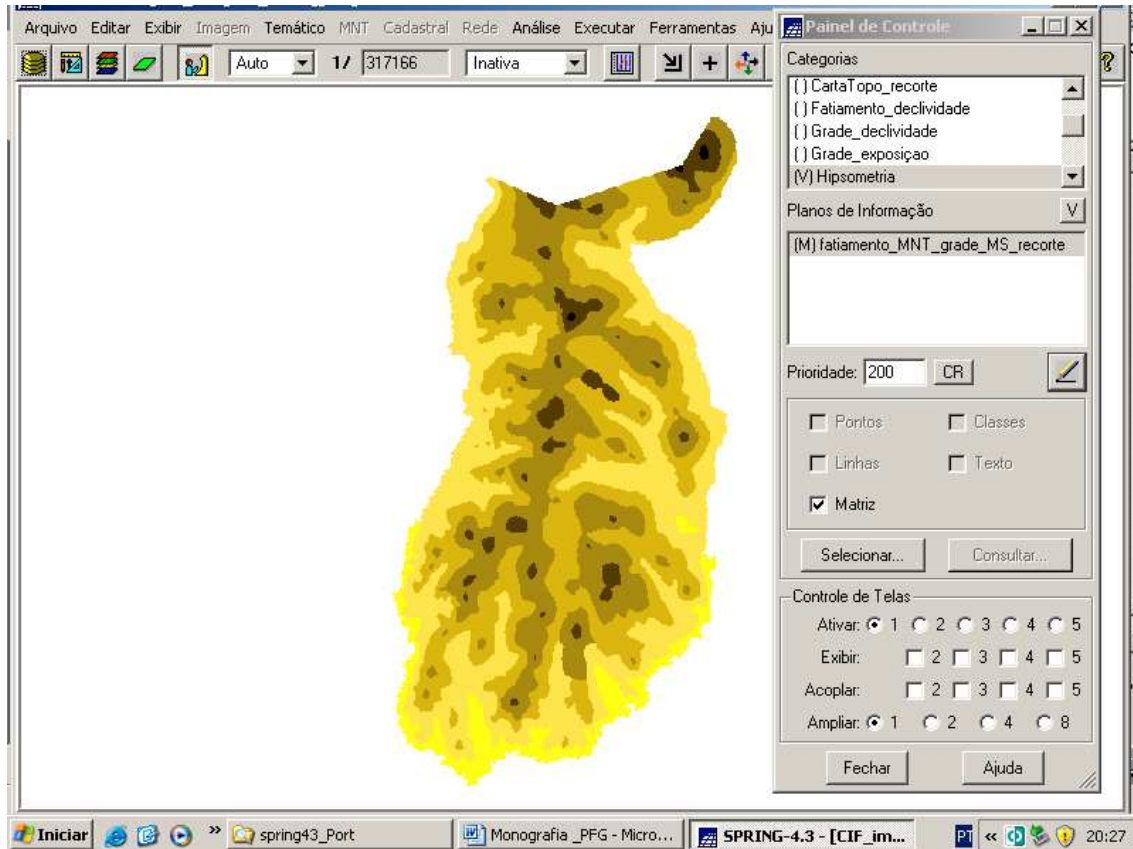 Arquivo Editar Exibir Imagem Temático MNT Cadastral Rede Análise Executar Ferramentas Aju
Auto 1/ 317166 Inativa
Painel de Controle
Categorias
( ) CartaTopo_recorte
( ) Fatiamento_declividade
( ) Grade_declividade
( ) Grade_exposiçao
(V) Hipsometria
Planos de Informação V
(M) fatiamento_MNT_grade_MS_recorte
Prioridade: 200 CR
Pontos Classes
Linhas Texto
Matriz
Selecionar... Consultar...
Controle de Telas
Ativar: 1 2 3 4 5
Exibir: 2 3 4 5
Acoplar: 2 3 4 5
Ampliar: 1 2 4 8
Fechar Ajuda
Iniciar » spring43_Port Monografia _PFG - Micro... SPRING-4.3 - [CIF_im... PT « 20:27